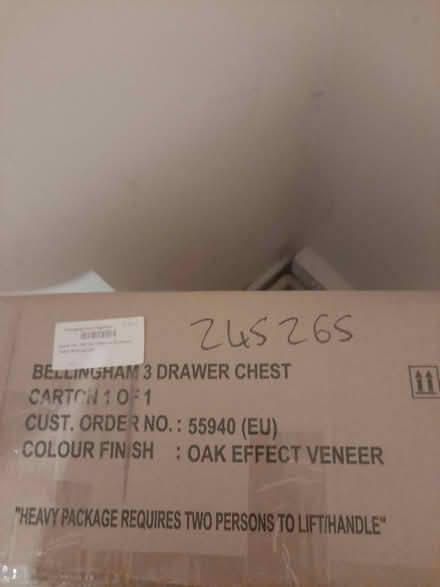 245265
BELLINGHAM 3 DRAWER CHEST
CARTON 1 OF 1
CUST. ORDER NO. : 55940 (EU)
COLOUR FINISH : OAK EFFECT VENEER
"HEAVY PACKAGE REQUIRES TWO PERSONS TO LIFT/HANDLE"